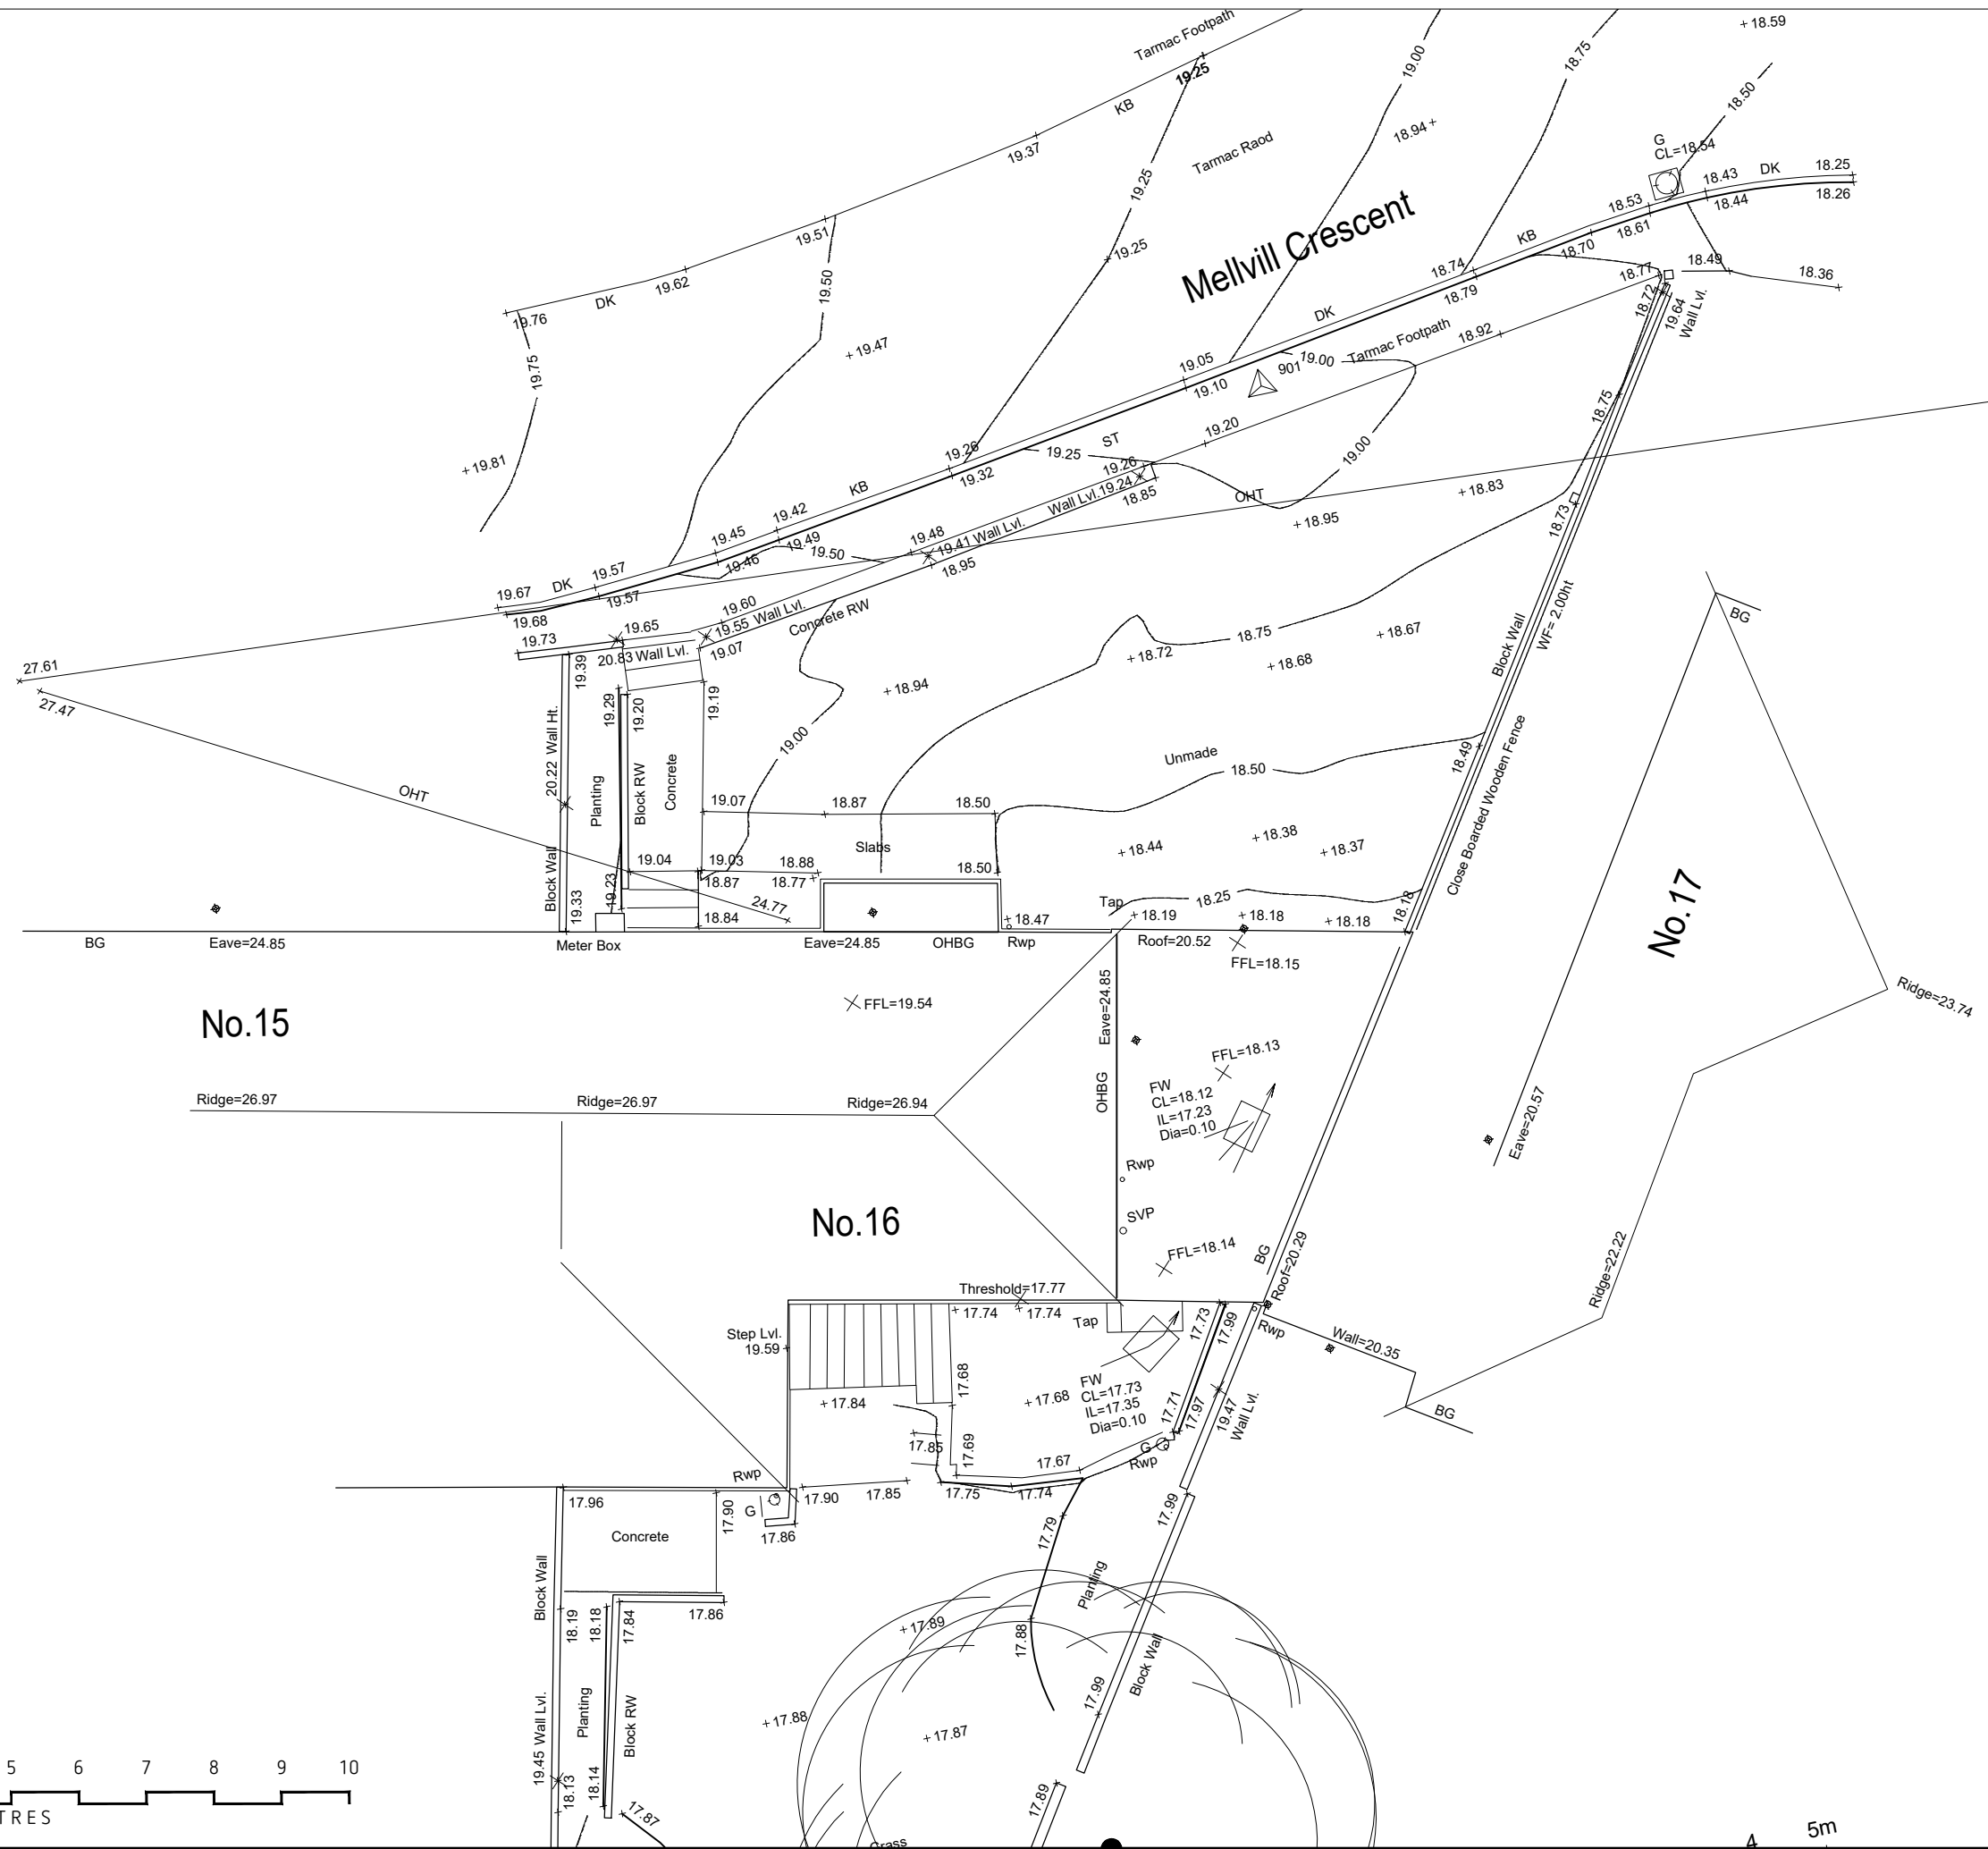 Tarmac Footpath
+18.59
19.25
19.00
18.75
KB
18.50
18.94+
19.37
Tarmac Raod
G
CL=18.54
DK
18.25
18.43
18.26
18.44
19.25
18.53
18.61
19.51
KB
18.70
Mellvill Crescent
+19.25
19.62
DK
19.50
18.74
18.77
18.49
18.36
18.79
18.72
19.64
Wall Lvl.
19.76
DK
19.75
+19.47
18.92
Tarmac Footpath
19.00
901
19.05
19.10
18.75
ST
19.20
19.25
19.00
19.26
19.32
19.26
19.24
Wall Lvl.
18.85
OHT
+18.83
+18.95
18.73
+19.81
KB
19.42
19.49
19.45
19.46
19.50
19.48
19.41 Wall Lvl.
18.95
19.67
DK
19.57
19.57
19.68
19.60
19.55 Wall Lvl.
Concrete RW
19.65
19.73
20.83 Wall Lvl.
19.07
WF= 2.00ht
Block Wall
BG
18.75
+18.67
+18.72
+18.68
27.61
27.47
19.39
+18.94
19.29
19.20
19.19
20.22 Wall Ht.
19.00
Unmade
18.50
18.49
Close Boarded Wooden Fence
OHT
Planting
Block RW
Concrete
19.07
18.87
18.50
Slabs
+18.44
+18.38
+18.37
Block Wall
19.04
19.03
18.88
18.87
18.77
18.50
19.23
24.77
19.33
18.84
Tap
18.25
18.18
+18.47
+18.19
+18.18
+18.18
No.17
BG
Eave=24.85
Meter Box
Eave=24.85
OHBG
Rwp
Roof=20.52
FFL=18.15
Ridge=23.74
FFL=19.54
Eave=24.85
No.15
FFL=18.13
FW
CL=18.12
IL=17.23
Dia=0.10
OHBG
Ridge=26.97
Ridge=26.97
Ridge=26.94
Eave=20.57
Rwp
SVP
No.16
FFL=18.14
BG
Roof=20.29
Ridge=22.22
Threshold=17.77
+17.74
+17.74
Tap
17.73
17.99
Rwp
Wall=20.35
Step Lvl.
19.59
17.68
+17.68
FW
CL=17.73
IL=17.35
Dia=0.10
+17.84
17.71
17.97
19.47
Wall Lvl.
BG
17.85
17.69
G
Rwp
17.67
Rwp
17.96
17.90
G
17.90
17.85
17.75
17.74
17.99
17.86
Concrete
17.79
Block Wall
Planting
18.19
18.18
17.84
17.86
+17.89
17.88
Block Wall
19.45 Wall Lvl.
Planting
Block RW
+17.88
+17.87
17.99
18.13
18.14
17.87
17.89
Grass
5 6 7 8 9 10
TRES
4 5m